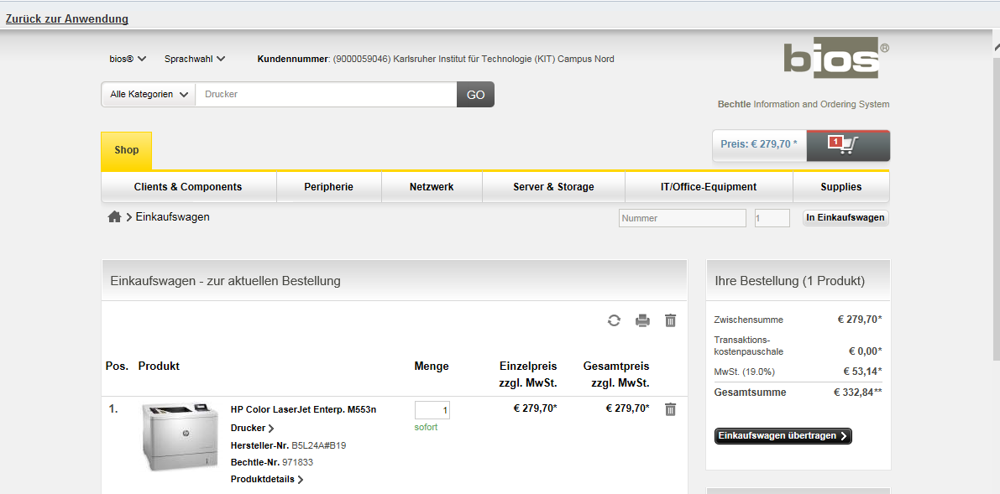 Zurück zur Anwendung
bios® Sprachwahl Kundennummer: (9000059046) Karlsruher Institut für Technologie (KIT) Campus Nord
bios®
Alle Kategorien Drucker GO
Bechtle Information and Ordering System
Shop
Preis: € 279,70 * 1
Clients & Components Peripherie Netzwerk Server & Storage IT/Office-Equipment Supplies
Einkaufswagen Nummer 1 In Einkaufswagen
Einkaufswagen - zur aktuellen Bestellung
Pos. Produkt Menge Einzelpreis Gesamtpreis
zzgl. MwSt. zzgl. MwSt.
1. HP Color LaserJet Enterp. M553n 1 € 279,70* € 279,70*
Drucker sofort
Hersteller-Nr. B5L24A#B19
Bechtle-Nr. 971833
Produktdetails
Ihre Bestellung (1 Produkt)
Zwischensumme € 279,70*
Transaktions-
kostenpauschale € 0,00*
MwSt. (19.0%) € 53,14*
Gesamtsumme € 332,84**
Einkaufswagen übertragen